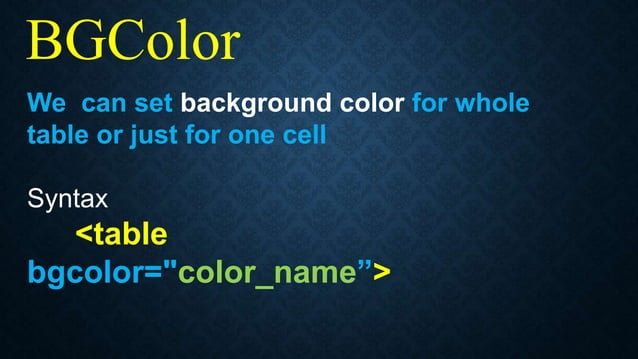 BGColor
We  can set background color for whole
table or just for one cell
Syntax
<table
bgcolor="color_name”>